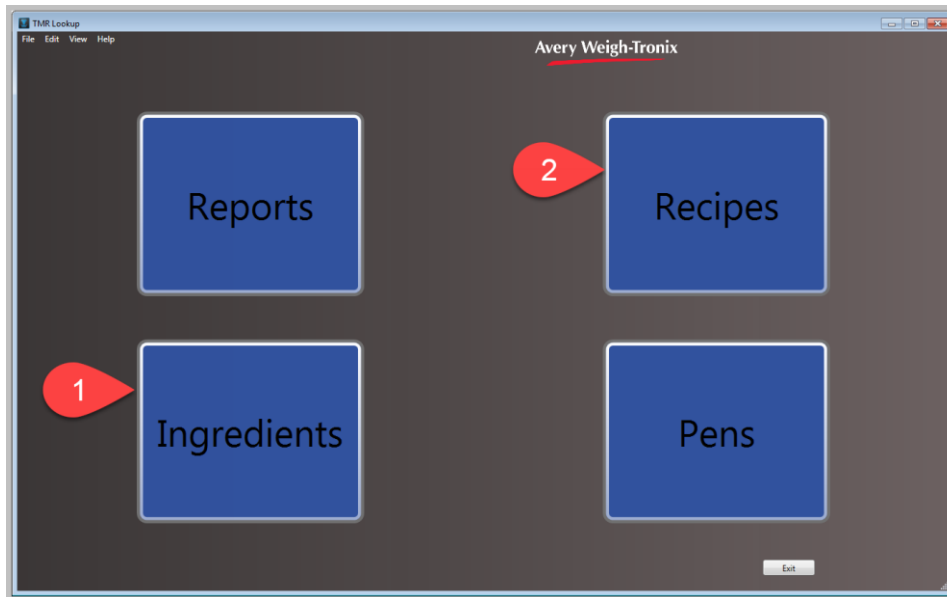 TMR Lookup
File Edit View Help
Avery Weigh-Tronix
2
Reports
Recipes
1
Ingredients
Pens
Exit